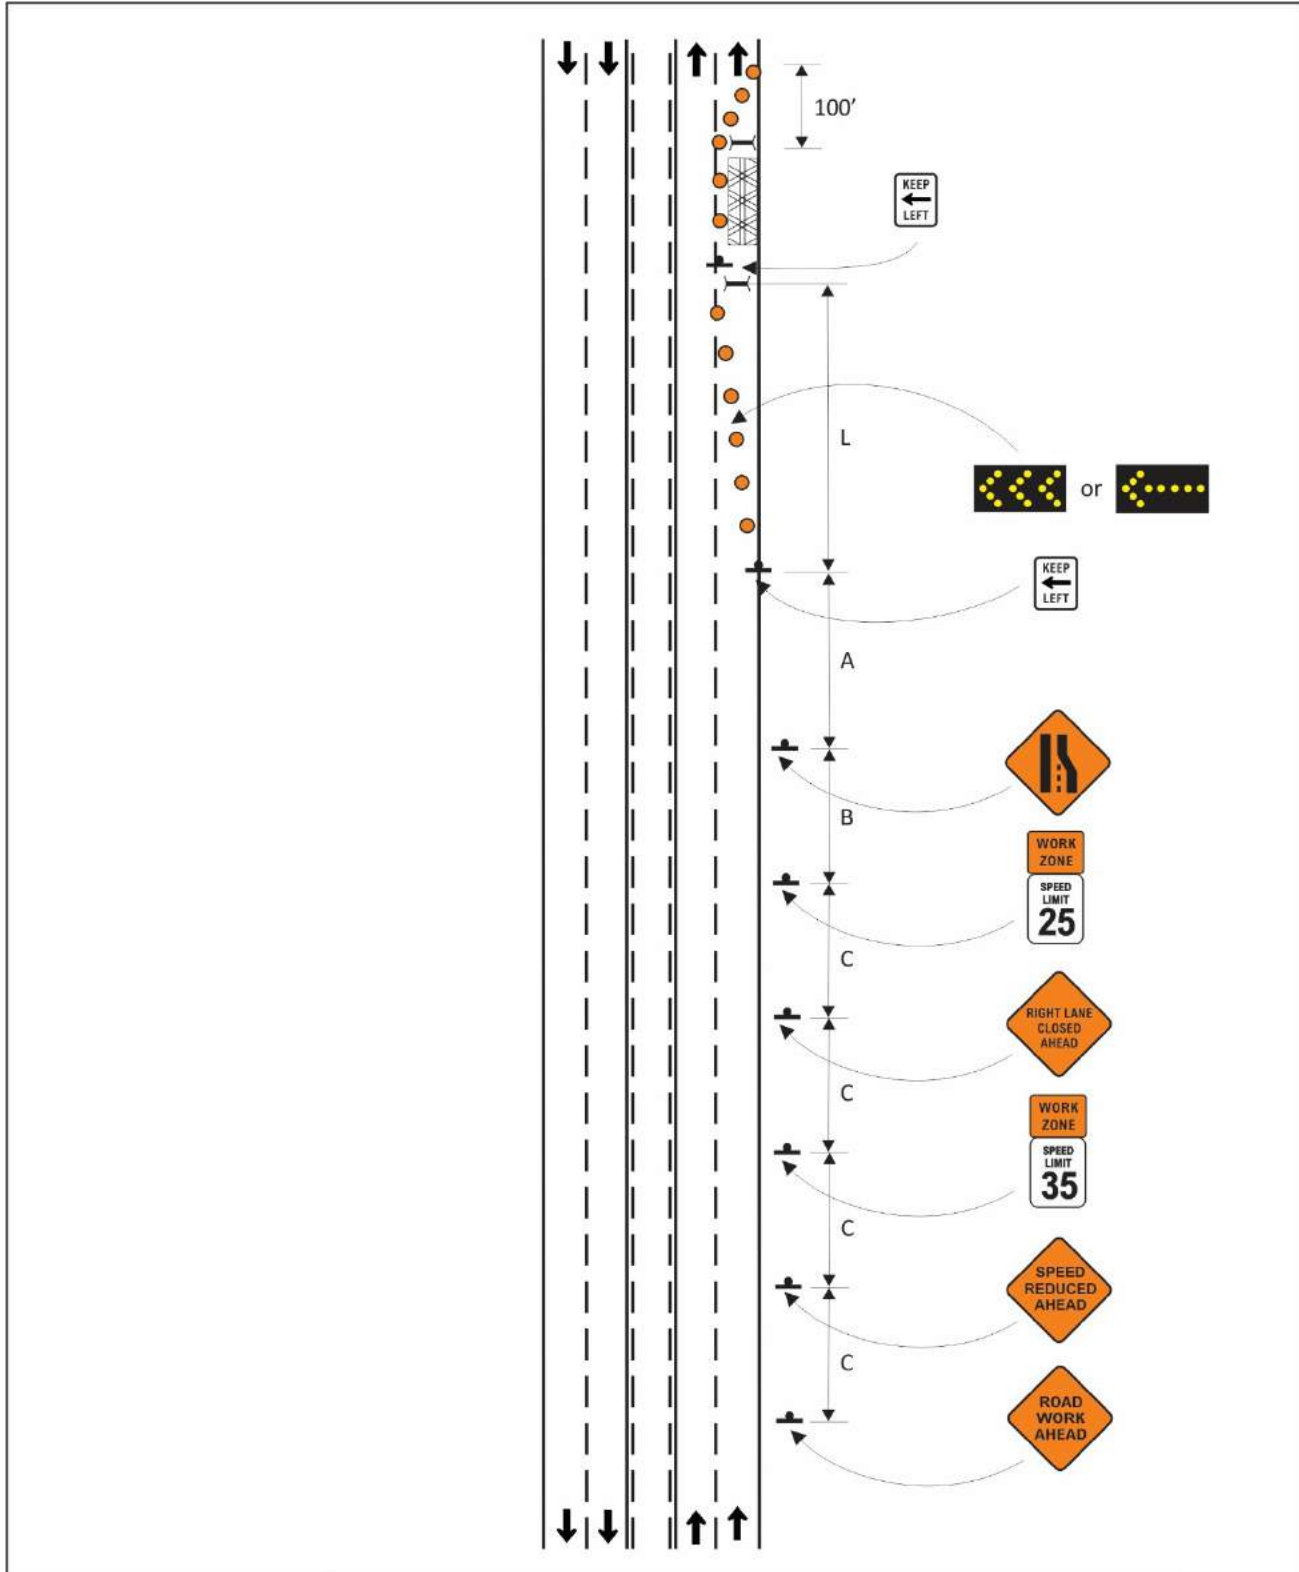 100'
KEEP
LEFT
L
or
KEEP
LEFT
A
B
WORK
ZONE
SPEED
LIMIT
25
C
RIGHT LANE
CLOSED
AHEAD
C
WORK
ZONE
SPEED
LIMIT
35
C
SPEED
REDUCED
AHEAD
C
ROAD
WORK
AHEAD